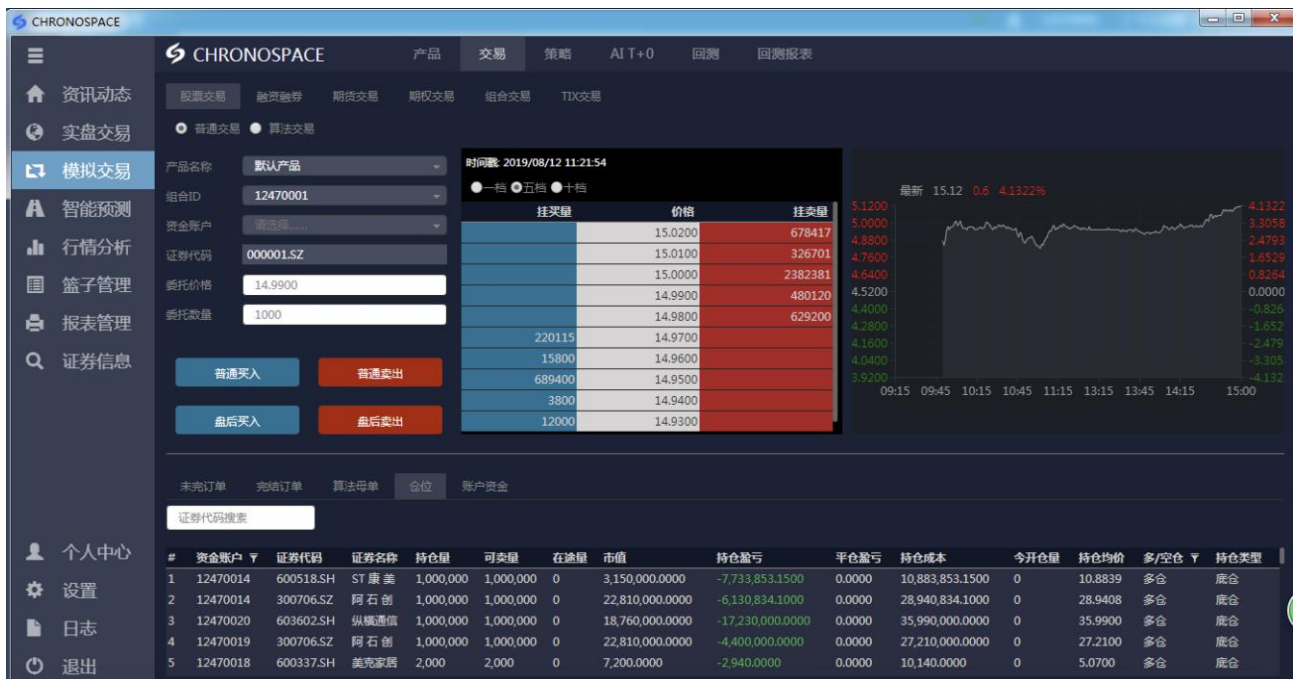 CHRONOSPACE
CHRONOSPACE 产品 交易 策略 AI T+0 回测 回测报表
资讯动态
实盘交易
模拟交易
智能预测
行情分析
篮子管理
报表管理
证券信息
个人中心
设置
日志
退出
股票交易 融资融券 期货交易 期权交易 组合交易 TIX交易
普通交易 算法交易
产品名称 默认产品
组合ID 12470001
资金账户 请选择......
证券代码 000001.SZ
委托价格 14.9900
委托数量 1000
普通买入 普通卖出
盘后买入 盘后卖出
时间戳: 2019/08/12 11:21:54
一档 五档 十档
挂买量 价格 挂卖量
15.0200 678417
15.0100 326701
15.0000 2382381
14.9900 480120
14.9800 629200
220115 14.9700
15800 14.9600
689400 14.9500
3800 14.9400
12000 14.9300
最新 15.12 0.6 4.1322%
5.1200 4.1322
5.0000 3.3058
4.8800 2.4793
4.7600 1.6529
4.6400 0.8264
4.5200 0.0000
4.4000 -0.826
4.2800 -1.652
4.1600 -2.479
4.0400 -3.305
3.9200 -4.132
09:15 09:45 10:15 10:45 11:15 13:15 13:45 14:15 15:00
未完订单 完结订单 算法母单 仓位 账户资金
证券代码搜索
# 资金账户 证券代码 证券名称 持仓量 可卖量 在途量 市值 持仓盈亏 平仓盈亏 持仓成本 今开仓量 持仓均价 多/空仓 持仓类型
1 12470014 600518.SH ST康美 1,000,000 1,000,000 0 3,150,000.0000 -7,733,853.1500 0.0000 10,883,853.1500 0 10.8839 多仓 底仓
2 12470014 300706.SZ 阿石创 1,000,000 1,000,000 0 22,810,000.0000 -6,130,834.1000 0.0000 28,940,834.1000 0 28.9408 多仓 底仓
3 12470020 603602.SH 纵横通信 1,000,000 1,000,000 0 18,760,000.0000 -17,230,000.0000 0.0000 35,990,000.0000 0 35.9900 多仓 底仓
4 12470019 300706.SZ 阿石创 1,000,000 1,000,000 0 22,810,000.0000 -4,400,000.0000 0.0000 27,210,000.0000 0 27.2100 多仓 底仓
5 12470018 600337.SH 美克家居 2,000 2,000 0 7,200.0000 -2,940.0000 0.0000 10,140.0000 0 5.0700 多仓 底仓